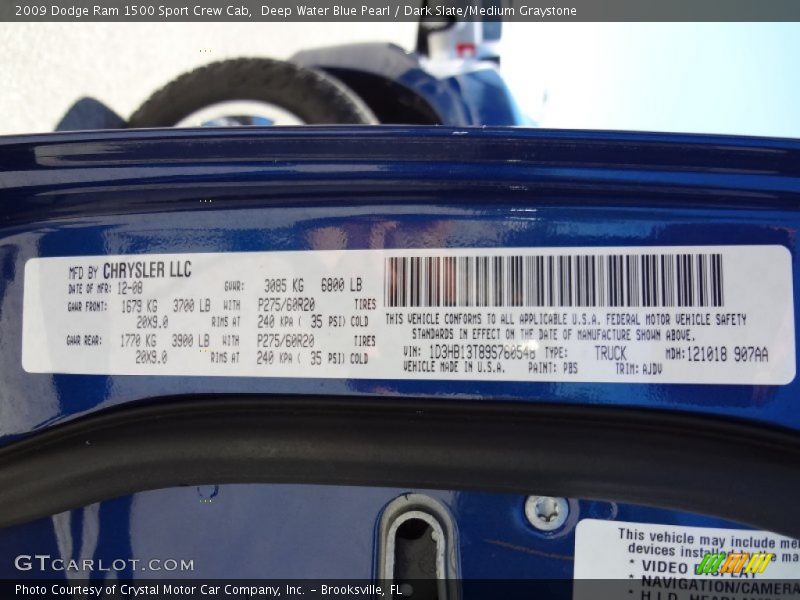 2009 Dodge Ram 1500 Sport Crew Cab,  Deep Water Blue Pearl / Dark Slate/Medium Graystone
MFD BY CHRYSLER LLC
DATE OF MFR: 12-08 GVWR: 3085 KG 6800 LB
GAWR FRONT: 1679 KG 3700 LB WITH P275/60R20 TIRES
20X9.0 RIMS AT 240 KPA ( 35 PSI) COLD
GAWR REAR: 1770 KG 3900 LB WITH P275/60R20 TIRES
20X9.0 RIMS AT 240 KPA ( 35 PSI) COLD
THIS VEHICLE CONFORMS TO ALL APPLICABLE U.S.A. FEDERAL MOTOR VEHICLE SAFETY
STANDARDS IN EFFECT ON THE DATE OF MANUFACTURE SHOWN ABOVE.
VIN: 1D3HB13T89S760548 TYPE: TRUCK MDH: 121018 907AA
VEHICLE MADE IN U.S.A. PAINT: PBS TRIM: AJDV
This vehicle may include
devices
* VIDEO DISPLAY
* NAVIGATION/CAMERA
GTCARLOT.COM
Photo Courtesy of Crystal Motor Car Company, Inc. – Brooksville, FL